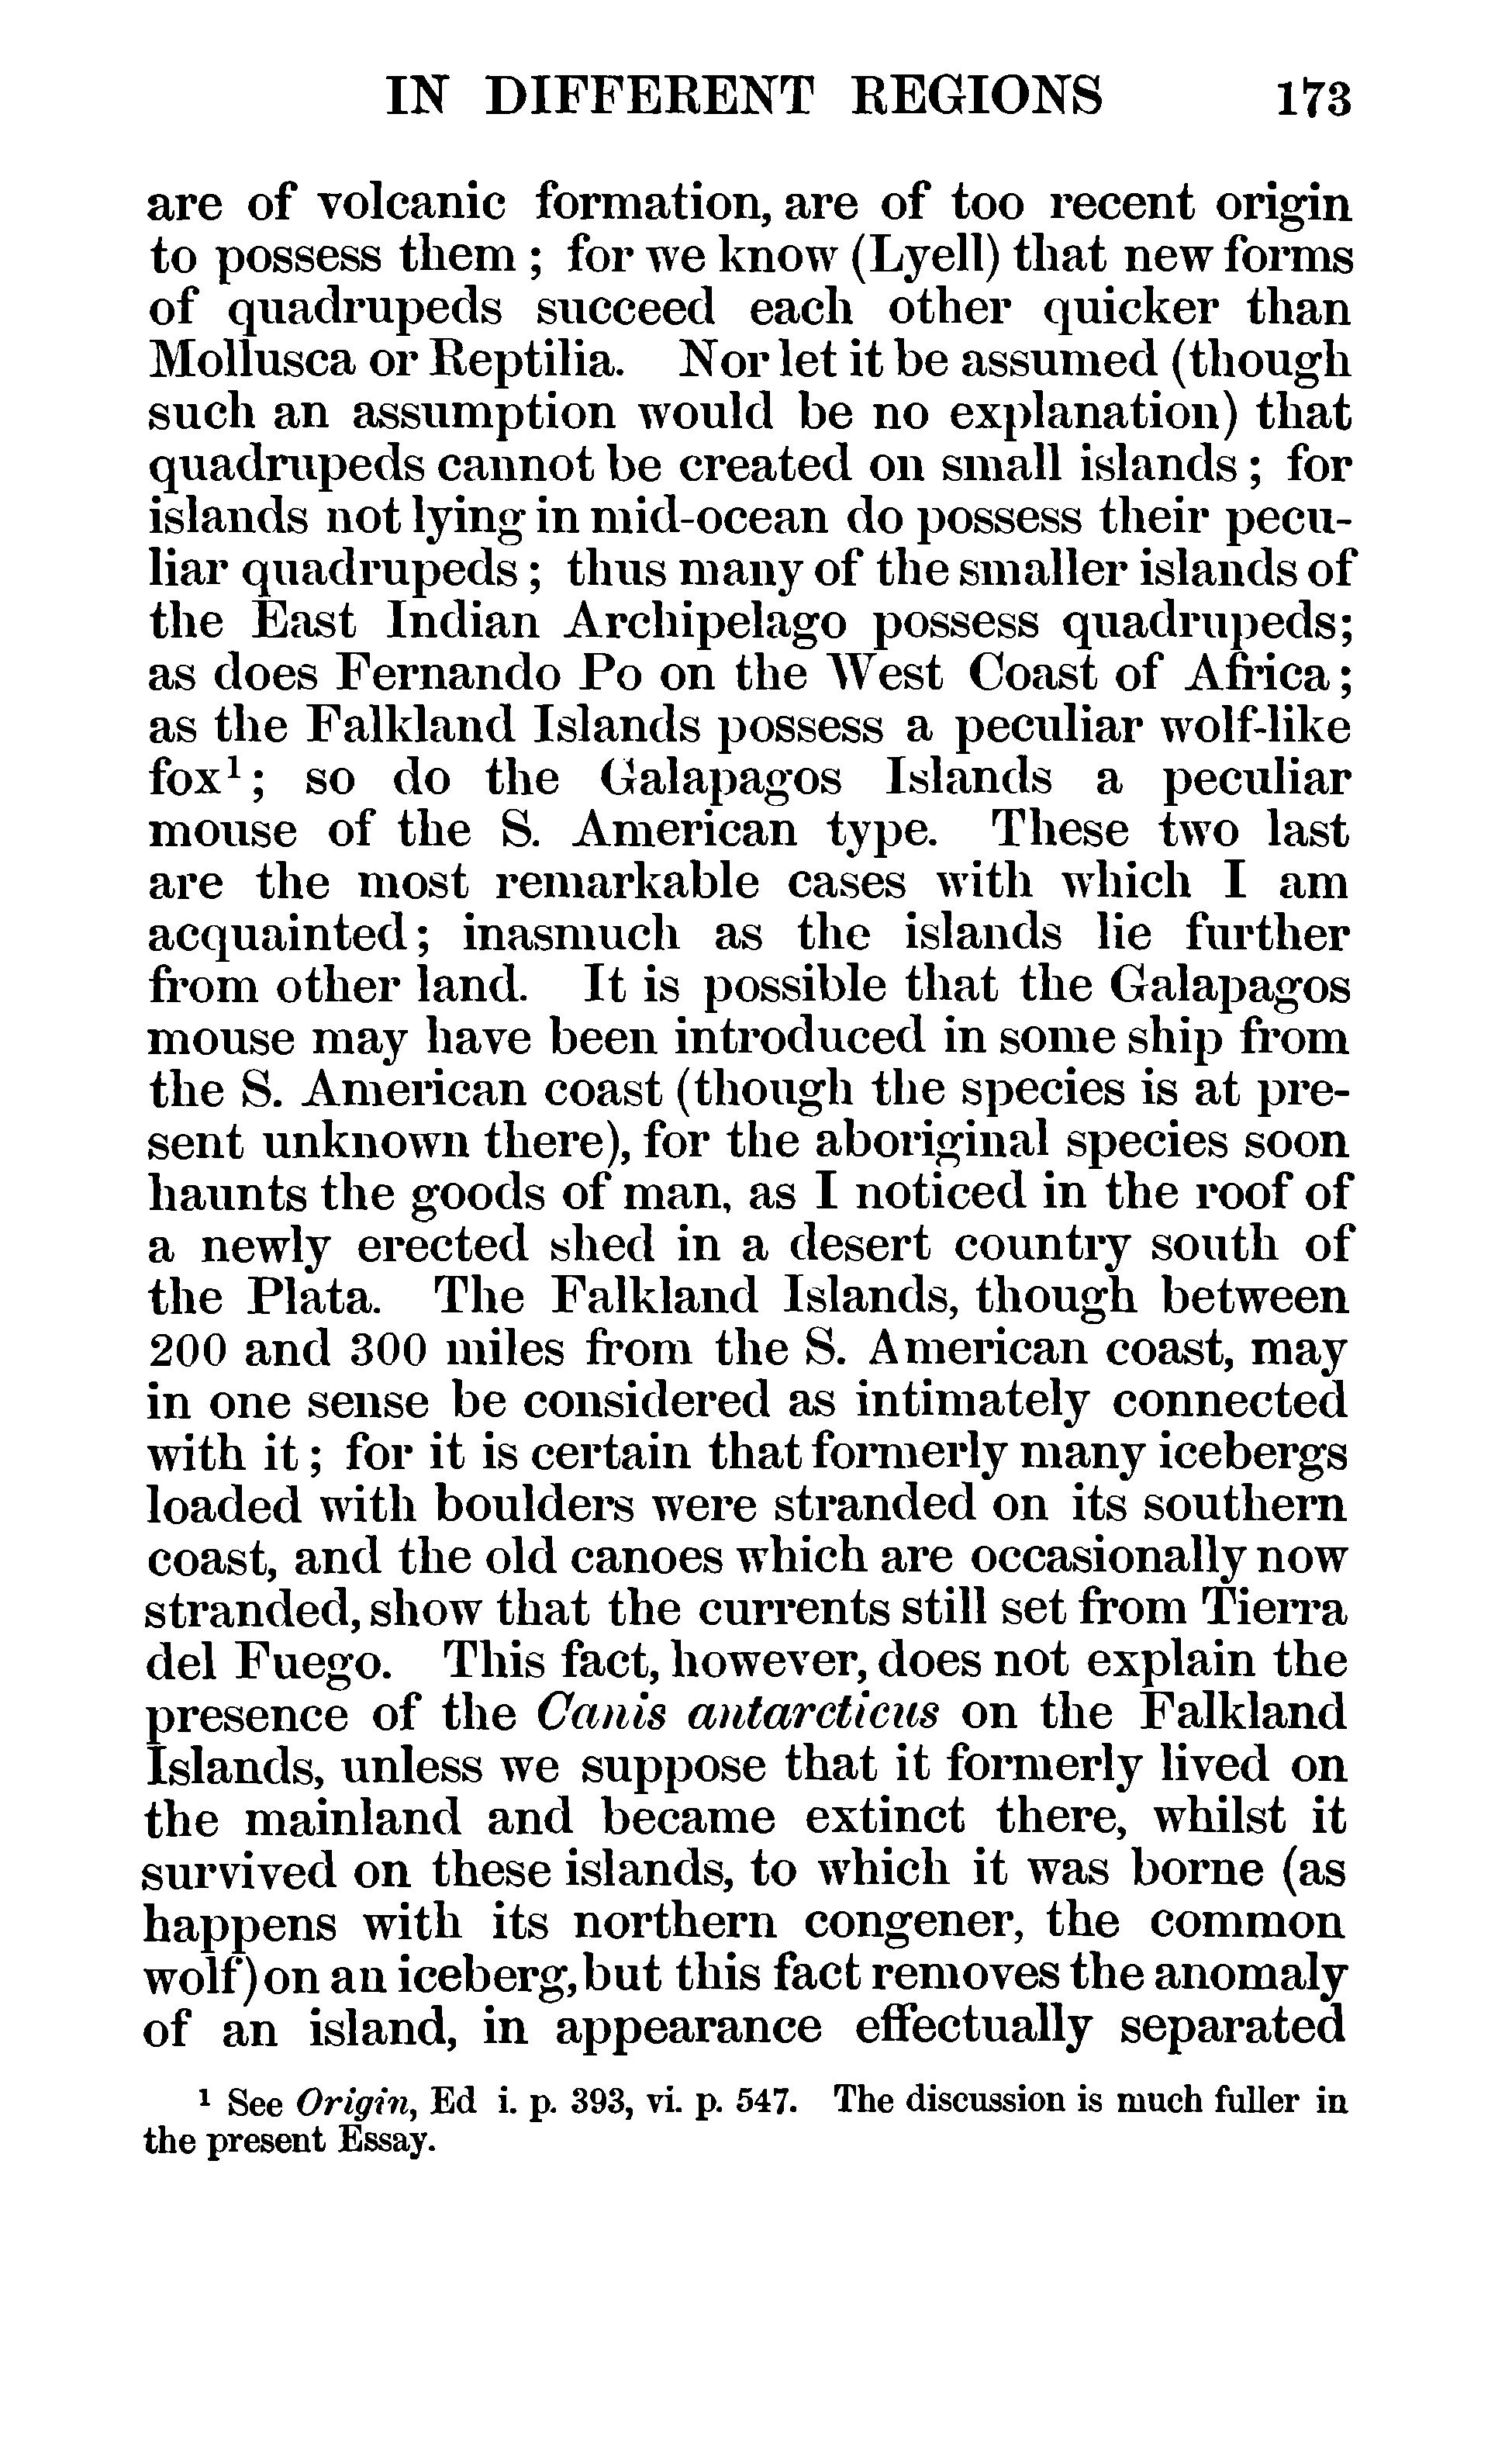 IN DIFFERENT REGIONS 173
are of volcanic formation, are of too recent origin
to possess them ; for we know (Lyell) that new forms
of quadrupeds succeed each other quicker than
Mollusca or Reptilia. Nor let it be assumed (though
such an assumption would be no explanation) that
quadrupeds cannot be created on small islands ; for
islands not lying in mid-ocean do possess their pecu-
liar quadrupeds ; thus many of the smaller islands of
the East Indian Archipelago possess quadrupeds;
as does Fernando Po on the West Coast of Africa ;
as the Falkland Islands possess a peculiar wolf-like
fox¹; so do the Galapagos Islands a peculiar
mouse of the S. American type. These two last
are the most remarkable cases with which I am
acquainted; inasmuch as the islands lie further
from other land. It is possible that the Galapagos
mouse may have been introduced in some ship from
the S. American coast (though the species is at pre-
sent unknown there), for the aboriginal species soon
haunts the goods of man, as I noticed in the roof of
a newly erected shed in a desert country south of
the Plata. The Falkland Islands, though between
200 and 300 miles from the S. American coast, may
in one sense be considered as intimately connected
with it ; for it is certain that formerly many icebergs
loaded with boulders were stranded on its southern
coast, and the old canoes which are occasionally now
stranded, show that the currents still set from Tierra
del Fuego. This fact, however, does not explain the
presence of the Canis antarcticus on the Falkland
Islands, unless we suppose that it formerly lived on
the mainland and became extinct there, whilst it
survived on these islands, to which it was borne (as
happens with its northern congener, the common
wolf) on an iceberg, but this fact removes the anomaly
of an island, in appearance effectually separated
¹ See Origin, Ed i. p. 393, vi. p. 547. The discussion is much fuller in
the present Essay.